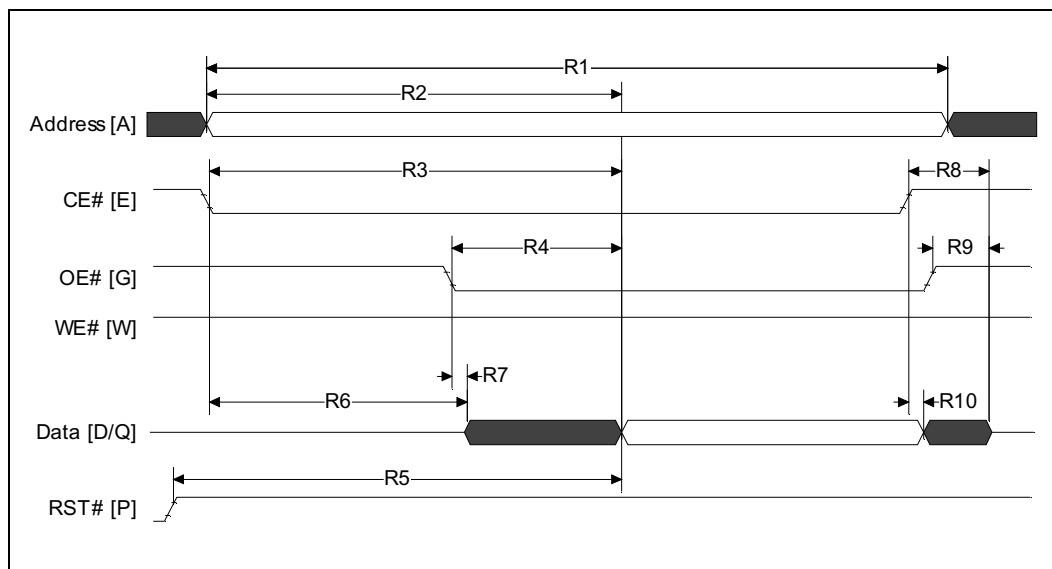 R1
R2
Address [A]
R3
R8
CE# [E]
R4
R9
OE# [G]
WE# [W]
R7
R6
R10
Data [D/Q]
R5
RST# [P]